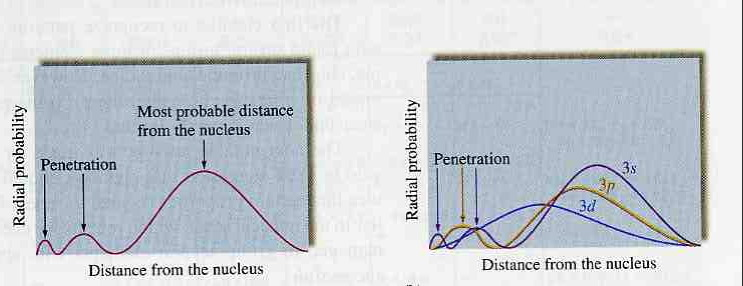 Radial probability
Most probable distance
from the nucleus
Penetration
Distance from the nucleus
Radial probability
Penetration
3s
3p
3d
Distance from the nucleus